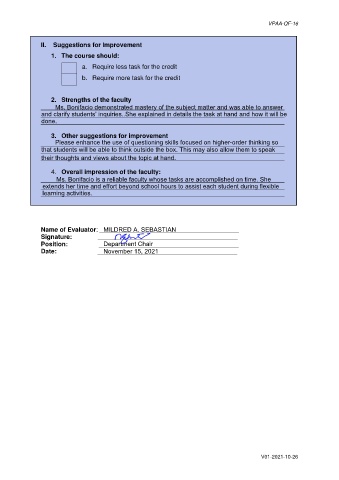 VPAA-QF-16
II. Suggestions for Improvement
1. The course should:
a. Require less task for the credit
b. Require more task for the credit
2. Strengths of the faculty
Ms. Bonifacio demonstrated mastery of the subject matter and was able to answer
and clarify students' inquiries. She explained in details the task at hand and how it will be
done.
3. Other suggestions for improvement
Please enhance the use of questioning skills focused on higher-order thinking so
that students will be able to think outside the box. This may also allow them to speak
their thoughts and views about the topic at hand.
4. Overall impression of the faculty:
Ms. Bonifacio is a reliable faculty whose tasks are accomplished on time. She
extends her time and effort beyond school hours to assist each student during flexible
learning activities.
Name of Evaluator: MILDRED A. SEBASTIAN
Signature:
Position: Department Chair
Date: November 15, 2021
V01-2021-10-26